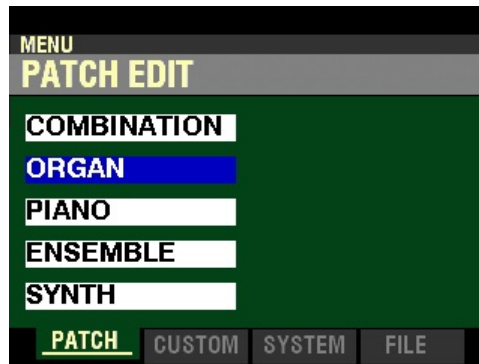 MENU
PATCH EDIT
COMBINATION
ORGAN
PIANO
ENSEMBLE
SYNTH
PATCH CUSTOM SYSTEM FILE